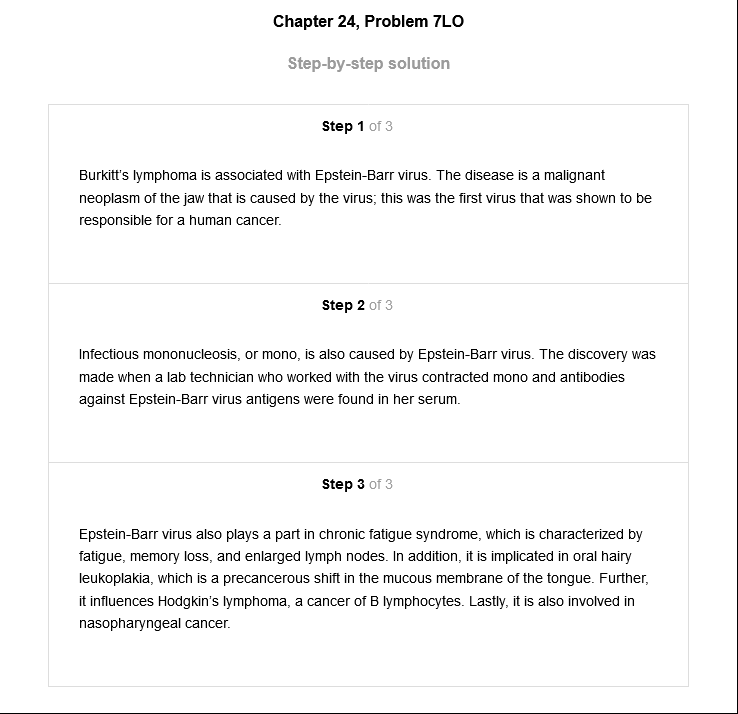 Chapter 24, Problem 7LO
Step-by-step solution
Step 1 of 3
Burkitt's lymphoma is associated with Epstein-Barr virus. The disease is a malignant
neoplasm of the jaw that is caused by the virus; this was the first virus that was shown to be
responsible for a human cancer.
Step 2 of 3
Infectious mononucleosis, or mono, is also caused by Epstein-Barr virus. The discovery was
made when a lab technician who worked with the virus contracted mono and antibodies
against Epstein-Barr virus antigens were found in her serum.
Step 3 of 3
Epstein-Barr virus also plays a part in chronic fatigue syndrome, which is characterized by
fatigue, memory loss, and enlarged lymph nodes. In addition, it is implicated in oral hairy
leukoplakia, which is a precancerous shift in the mucous membrane of the tongue. Further,
it influences Hodgkin's lymphoma, a cancer of B lymphocytes. Lastly, it is also involved in
nasopharyngeal cancer.